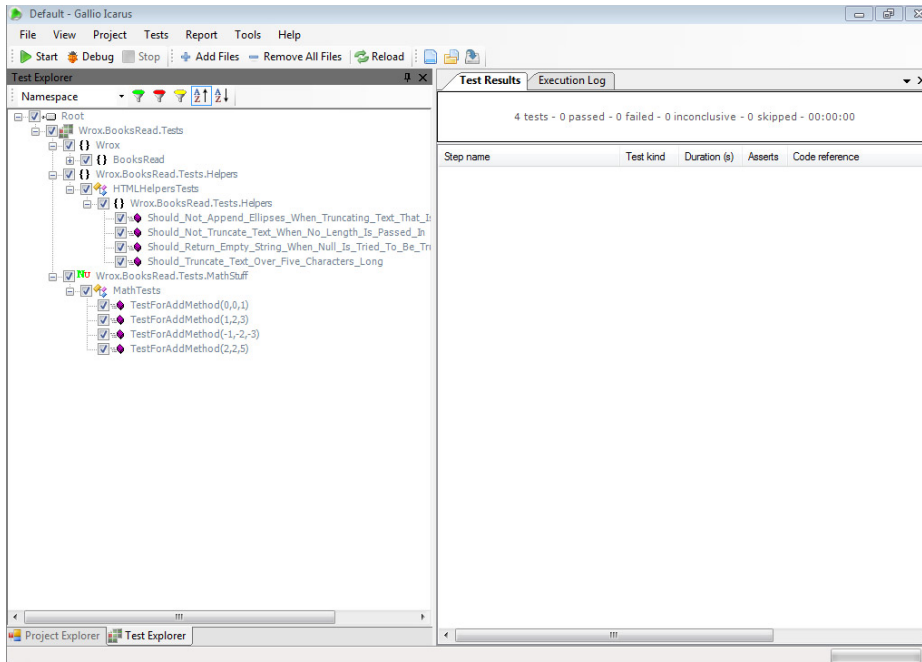 Default - Gallio Icarus
File View Project Tests Report Tools Help
Start Debug Stop Add Files Remove All Files Reload
Test Explorer
Namespace
Root
Wrox.BooksRead.Tests
{} Wrox
{} BooksRead
{} Wrox.BooksRead.Tests.Helpers
HTMLHelpersTests
{} Wrox.BooksRead.Tests.Helpers
Should_Not_Append_Ellipses_When_Truncating_Text_That_I
Should_Not_Truncate_Text_When_No_Length_Is_Passed_In
Should_Return_Empty_String_When_Null_Is_Tried_To_Be_Tr
Should_Truncate_Text_Over_Five_Characters_Long
NU Wrox.BooksRead.Tests.MathStuff
MathTests
TestForAddMethod(0,0,1)
TestForAddMethod(1,2,3)
TestForAddMethod(-1,-2,-3)
TestForAddMethod(2,2,5)
Project Explorer Test Explorer
Test Results Execution Log
4 tests - 0 passed - 0 failed - 0 inconclusive - 0 skipped - 00:00:00
Step name Test kind Duration (s) Asserts Code reference